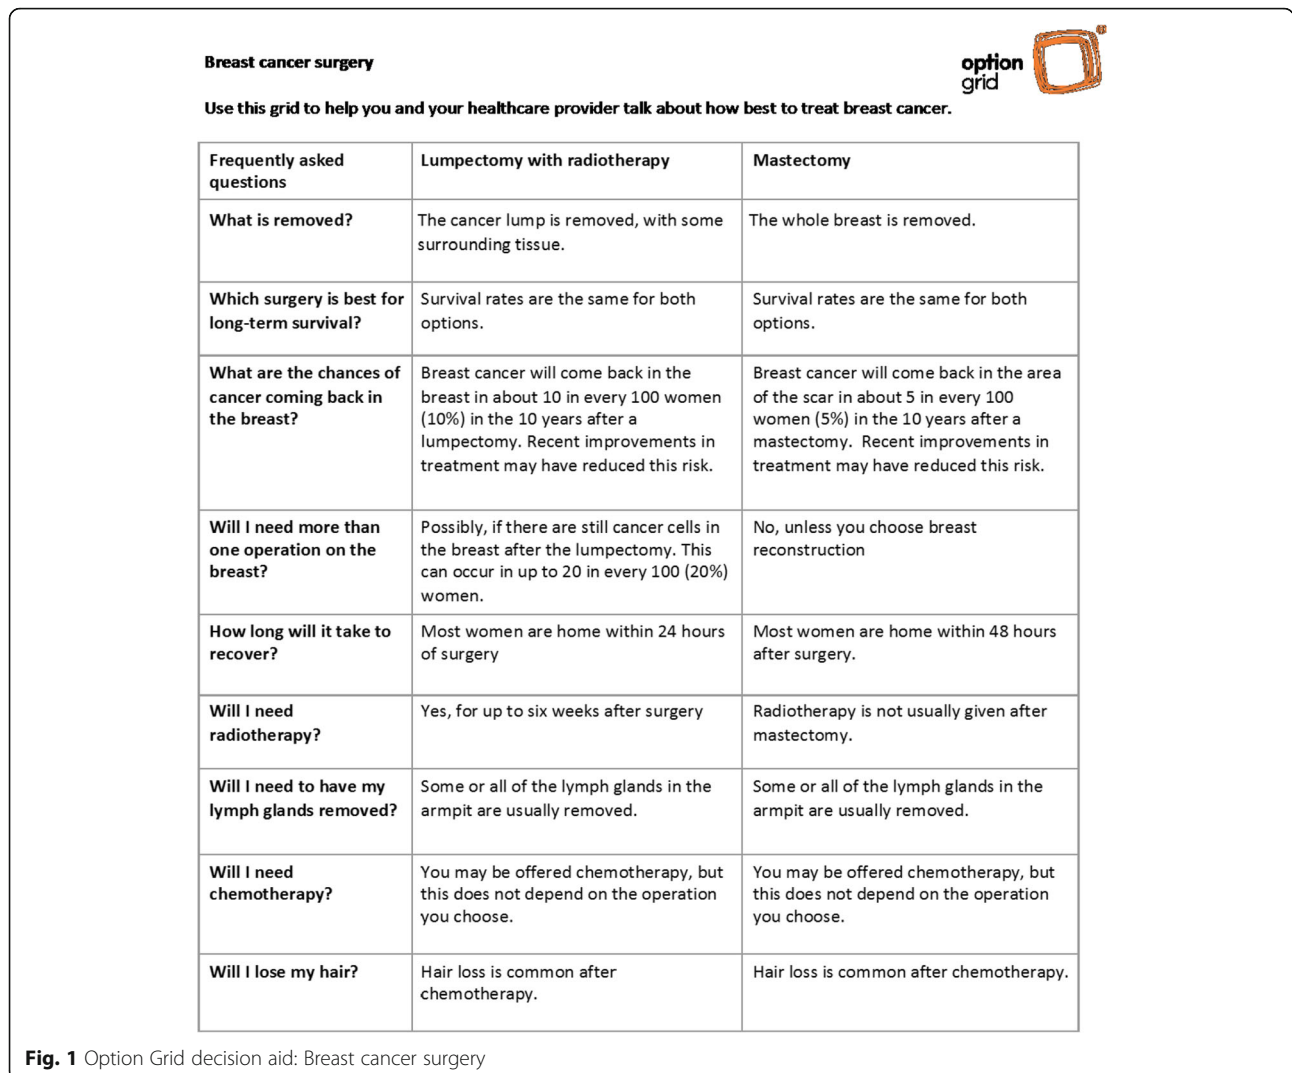 Breast cancer surgery
option
grid
Use this grid to help you and your healthcare provider talk about how best to treat breast cancer.
Frequently asked
questions
Lumpectomy with radiotherapy
Mastectomy
What is removed?
The cancer lump is removed, with some
surrounding tissue.
The whole breast is removed.
Which surgery is best for
long-term survival?
Survival rates are the same for both
options.
Survival rates are the same for both
options.
What are the chances of
cancer coming back in
the breast?
Breast cancer will come back in the
breast in about 10 in every 100 women
(10%) in the 10 years after a
lumpectomy. Recent improvements in
treatment may have reduced this risk.
Breast cancer will come back in the area
of the scar in about 5 in every 100
women (5%) in the 10 years after a
mastectomy. Recent improvements in
treatment may have reduced this risk.
Will I need more than
one operation on the
breast?
Possibly, if there are still cancer cells in
the breast after the lumpectomy. This
can occur in up to 20 in every 100 (20%)
women.
No, unless you choose breast
reconstruction
How long will it take to
recover?
Most women are home within 24 hours
of surgery
Most women are home within 48 hours
after surgery.
Will I need
radiotherapy?
Yes, for up to six weeks after surgery
Radiotherapy is not usually given after
mastectomy.
Will I need to have my
lymph glands removed?
Some or all of the lymph glands in the
armpit are usually removed.
Some or all of the lymph glands in the
armpit are usually removed.
Will I need
chemotherapy?
You may be offered chemotherapy, but
this does not depend on the operation
you choose.
You may be offered chemotherapy, but
this does not depend on the operation
you choose.
Will I lose my hair?
Hair loss is common after
chemotherapy.
Hair loss is common after chemotherapy.
Fig. 1 Option Grid decision aid: Breast cancer surgery